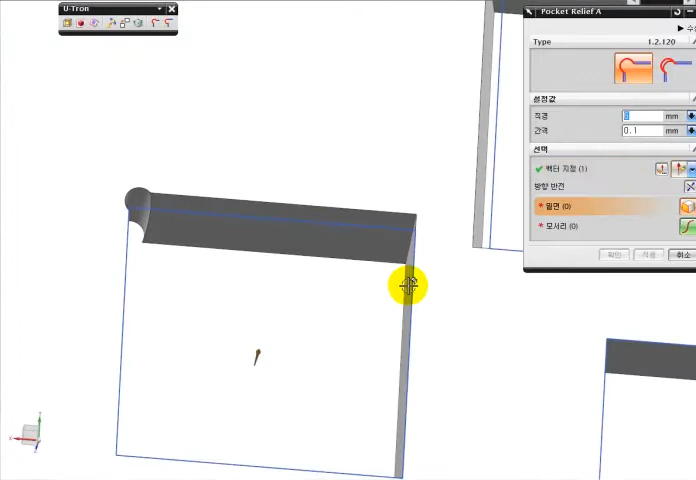 U-Tron
Pocket Relief A
수
Type
1.2.120
설정값
직경
mm
간격
0.1
mm
선택
벡터 지정 (1)
방향 반전
* 밑면 (0)
* 모서리 (0)
확인
적용
취소